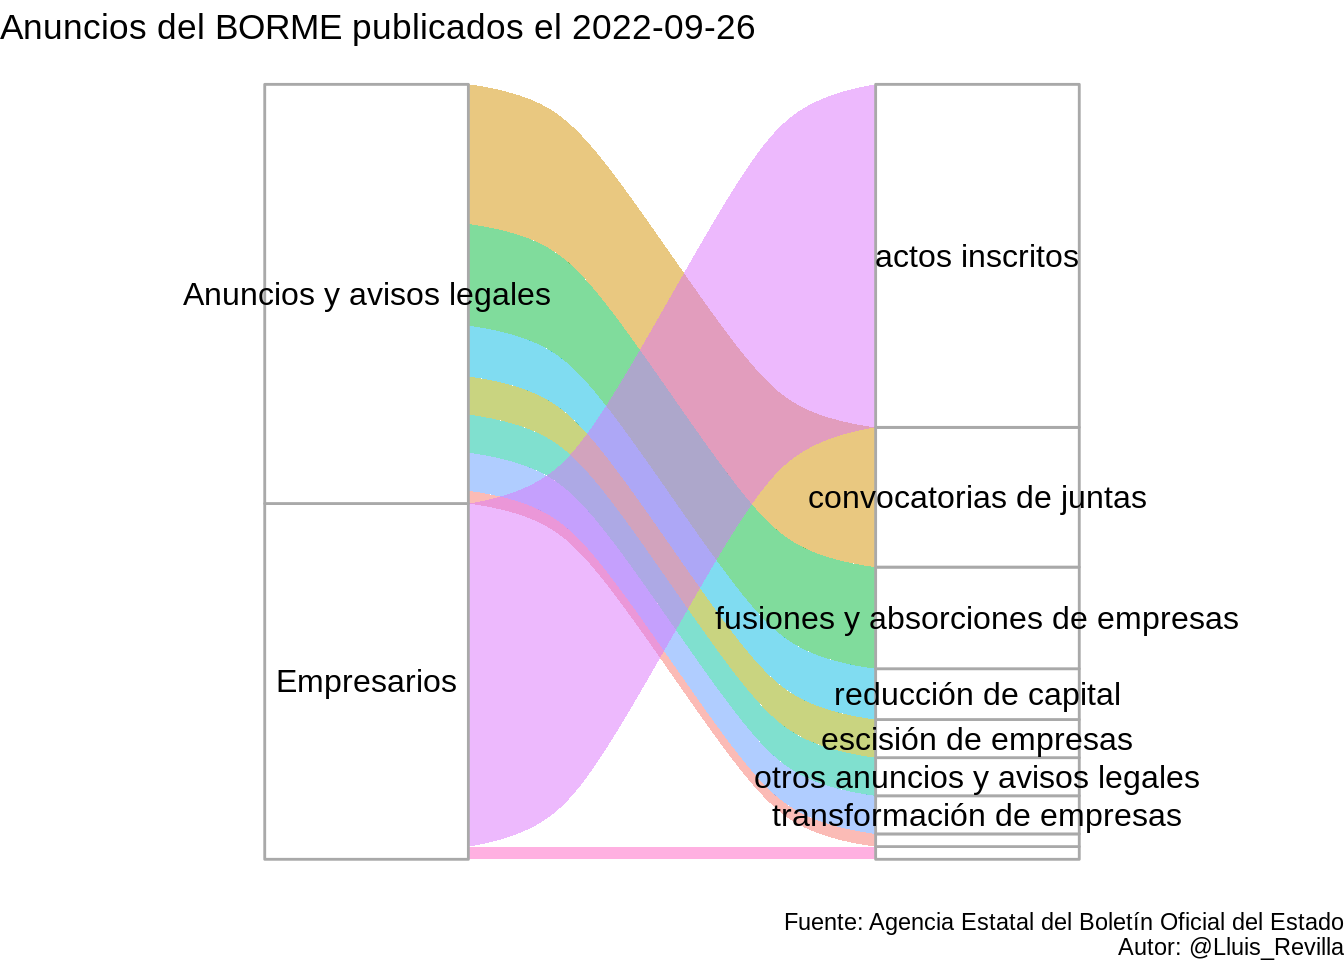 Anuncios del BORME publicados el 2022-09-26
Anuncios y avisos legales
Empresarios
actos inscritos
convocatorias de juntas
fusiones y absorciones de empresas
reducción de capital
escisión de empresas
otros anuncios y avisos legales
transformación de empresas
Fuente: Agencia Estatal del Boletín Oficial del Estado
Autor: @Lluis_Revilla